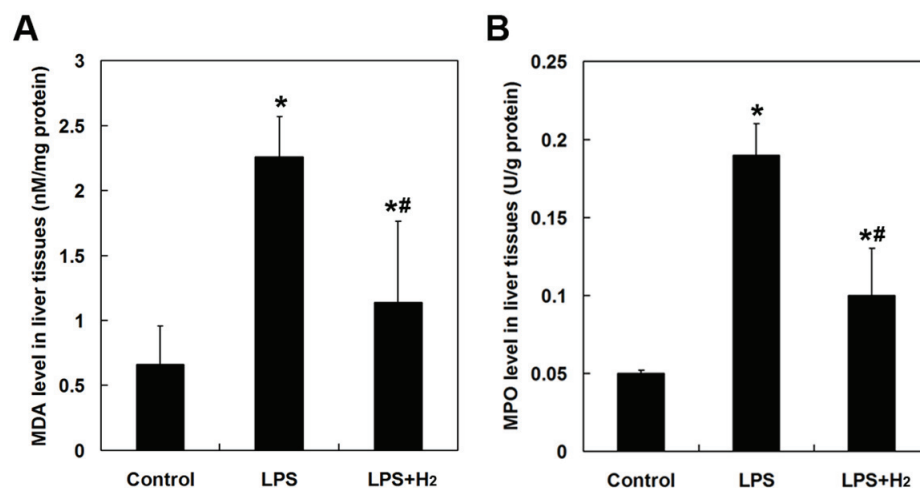 A
MDA level in liver tissues (nM/mg protein)
3
2.5
2
1.5
1
0.5
0
*
*#
Control LPS LPS+H2
B
MPO level in liver tissues (U/g protein)
0.25
0.2
0.15
0.1
0.05
0
*
*#
Control LPS LPS+H2